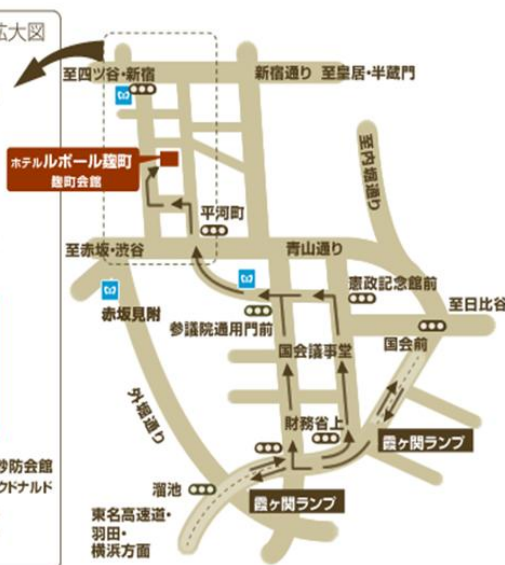 拡大図
至四ツ谷・新宿
新宿通り
至皇居・半蔵門
ホテルルポール麹町
麹町会館
至内堀通り
平河町
至赤坂・渋谷
青山通り
憲政記念館前
赤坂見附
至日比谷
参議院通用門前
国会前
国会議事堂
外堀通り
財務省上
霞ヶ関ランプ
砂防会館
クドナルド
溜池
霞ヶ関ランプ
東名高速道・
羽田・
横浜方面